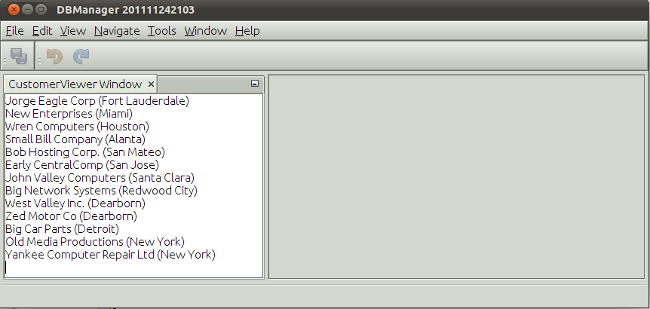 DBManager 201111242103
File Edit View Navigate Tools Window Help
CustomerViewer Window
Jorge Eagle Corp (Fort Lauderdale)
New Enterprises (Miami)
Wren Computers (Houston)
Small Bill Company (Alanta)
Bob Hosting Corp. (San Mateo)
Early CentralComp (San Jose)
John Valley Computers (Santa Clara)
Big Network Systems (Redwood City)
West Valley Inc. (Dearborn)
Zed Motor Co (Dearborn)
Big Car Parts (Detroit)
Old Media Productions (New York)
Yankee Computer Repair Ltd (New York)